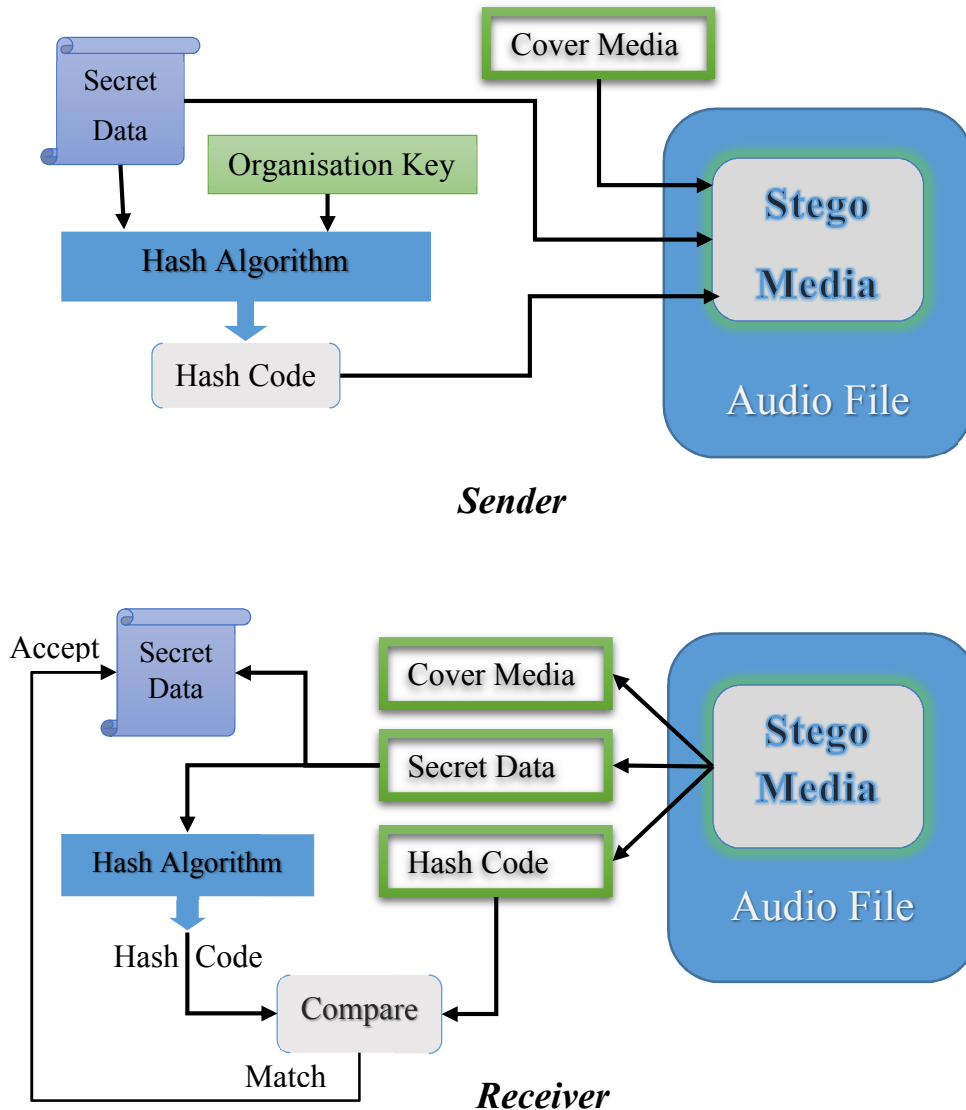 Cover Media
Secret
Data
Organisation Key
Hash Algorithm
Hash Code
Stego
Media
Audio File
Sender
Accept
Secret
Data
Cover Media
Secret Data
Hash Code
Hash Algorithm
Hash Code
Compare
Match
Stego
Media
Audio File
Receiver